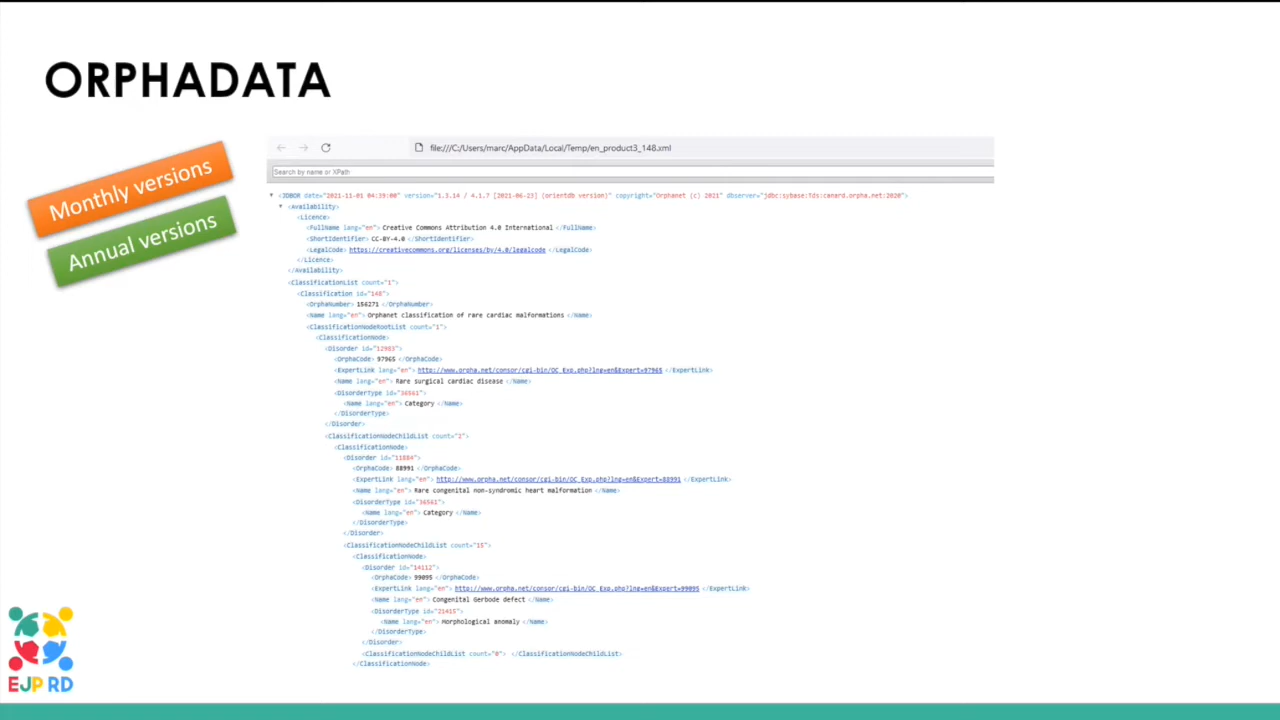 ORPHADATA
Monthly versions
Annual versions
file:///C:/Users/marc/AppData/Local/Temp/en_product3_148.xml
Search by name or XPath
<JDBOR date="2021-11-01 04:39:00" version="1.3.14 / 4.1.7 [2021-06-23] (orientdb version)" copyright="Orphanet (c) 2021" dbserver="jdbc:sybase:Tds:canard.orpha.net:2020">
<Availability>
<Licence>
<FullName lang="en"> Creative Commons Attribution 4.0 International </FullName>
<ShortIdentifier> CC-BY-4.0 </ShortIdentifier>
<LegalCode> https://creativecommons.org/licenses/by/4.0/legalcode </LegalCode>
</Licence>
</Availability>
<ClassificationList count="1">
<Classification id="148">
<OrphaNumber> 156271 </OrphaNumber>
<Name lang="en"> Orphanet classification of rare cardiac malformations </Name>
<ClassificationNodeRootList count="1">
<ClassificationNode>
<Disorder id="12983">
<OrphaCode> 97965 </OrphaCode>
<ExpertLink lang="en"> http://www.orpha.net/consor/cgi-bin/OC_Exp.php?lng=en&Expert=97965 </ExpertLink>
<Name lang="en"> Rare surgical cardiac disease </Name>
<DisorderType id="36561">
<Name lang="en"> Category </Name>
</DisorderType>
</Disorder>
<ClassificationNodeChildList count="2">
<ClassificationNode>
<Disorder id="11884">
<OrphaCode> 88991 </OrphaCode>
<ExpertLink lang="en"> http://www.orpha.net/consor/cgi-bin/OC_Exp.php?lng=en&Expert=88991 </ExpertLink>
<Name lang="en"> Rare congenital non-syndromic heart malformation </Name>
<DisorderType id="36561">
<Name lang="en"> Category </Name>
</DisorderType>
</Disorder>
<ClassificationNodeChildList count="15">
<ClassificationNode>
<Disorder id="14112">
<OrphaCode> 99095 </OrphaCode>
<ExpertLink lang="en"> http://www.orpha.net/consor/cgi-bin/OC_Exp.php?lng=en&Expert=99095 </ExpertLink>
<Name lang="en"> Congenital Gerbode defect </Name>
<DisorderType id="21415">
<Name lang="en"> Morphological anomaly </Name>
</DisorderType>
</Disorder>
<ClassificationNodeChildList count="0"> </ClassificationNodeChildList>
</ClassificationNode>
EJP RD